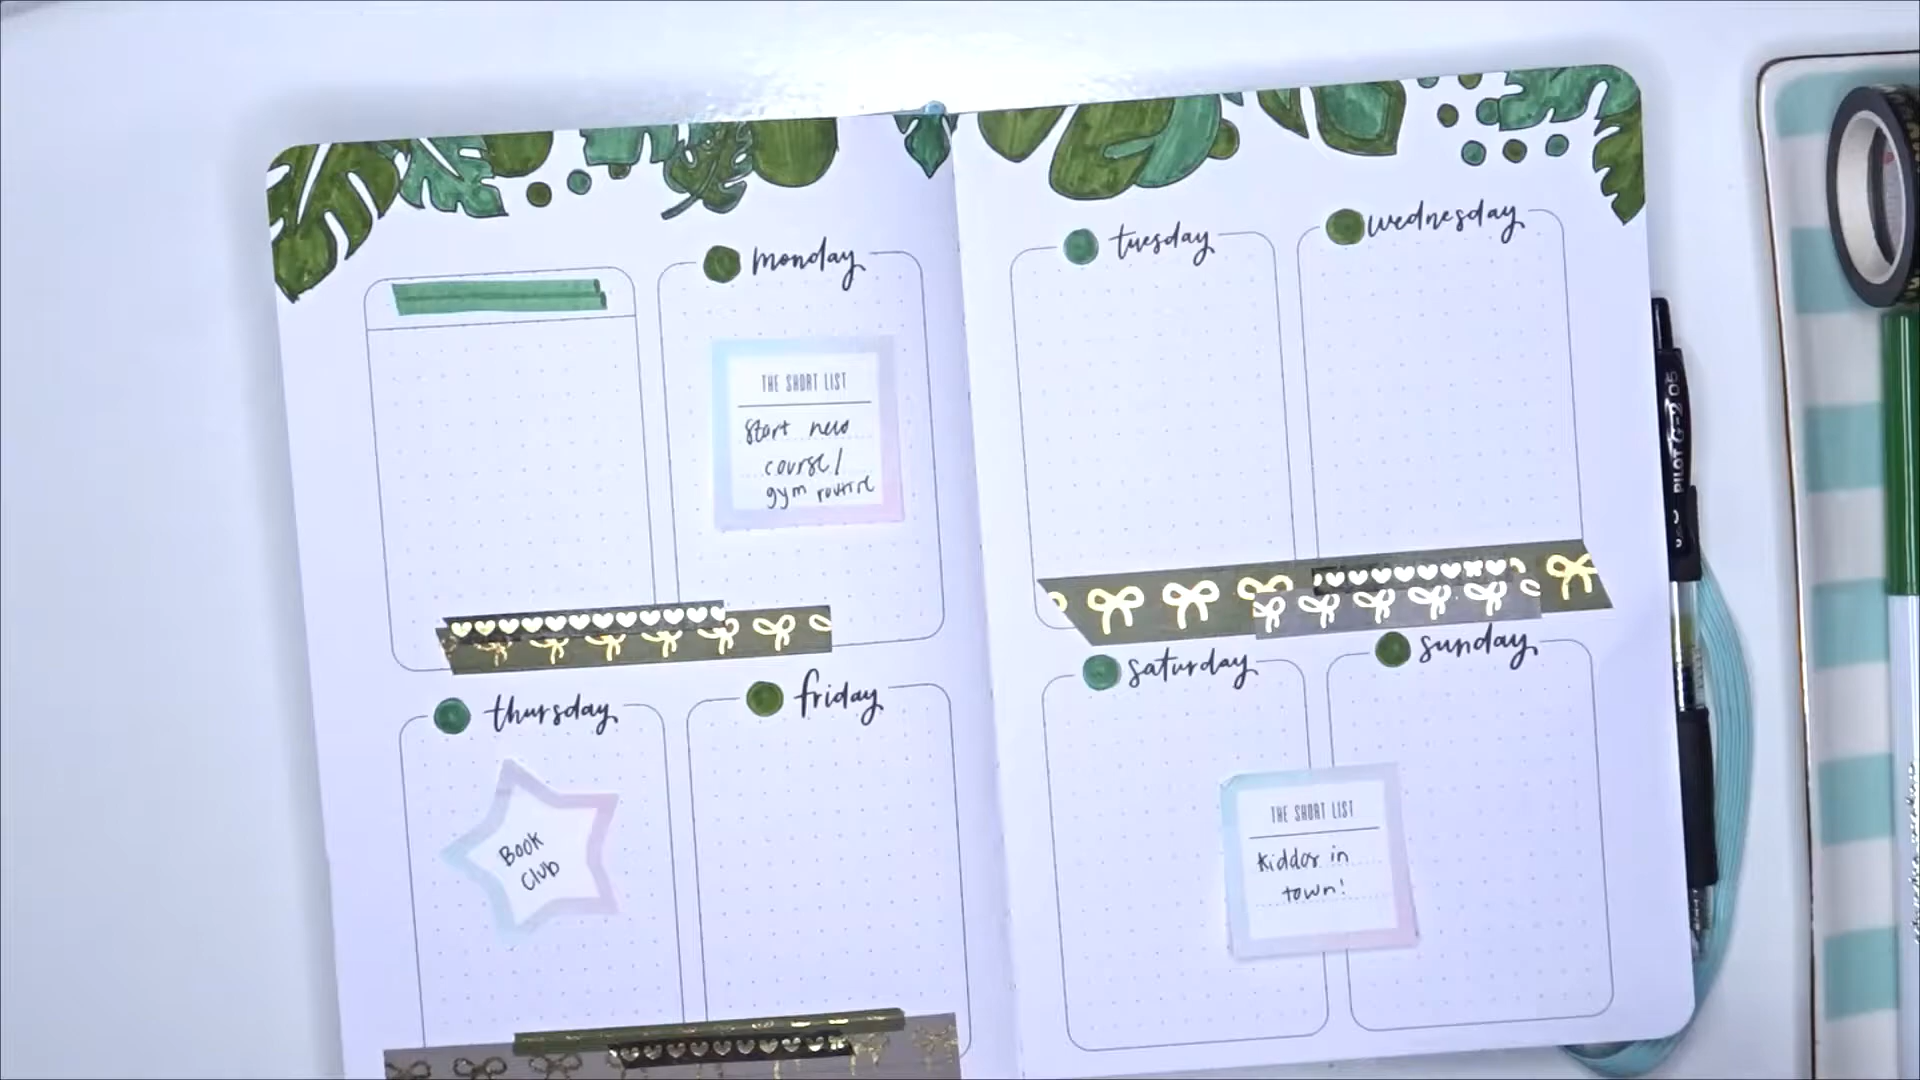 monday
tuesday
wednesday
THE SHORT LIST
Start new
course/
gym routine
thursday
friday
saturday
sunday
Book
Club
THE SHORT LIST
Kiddos in
town!
PILOT G-2 05